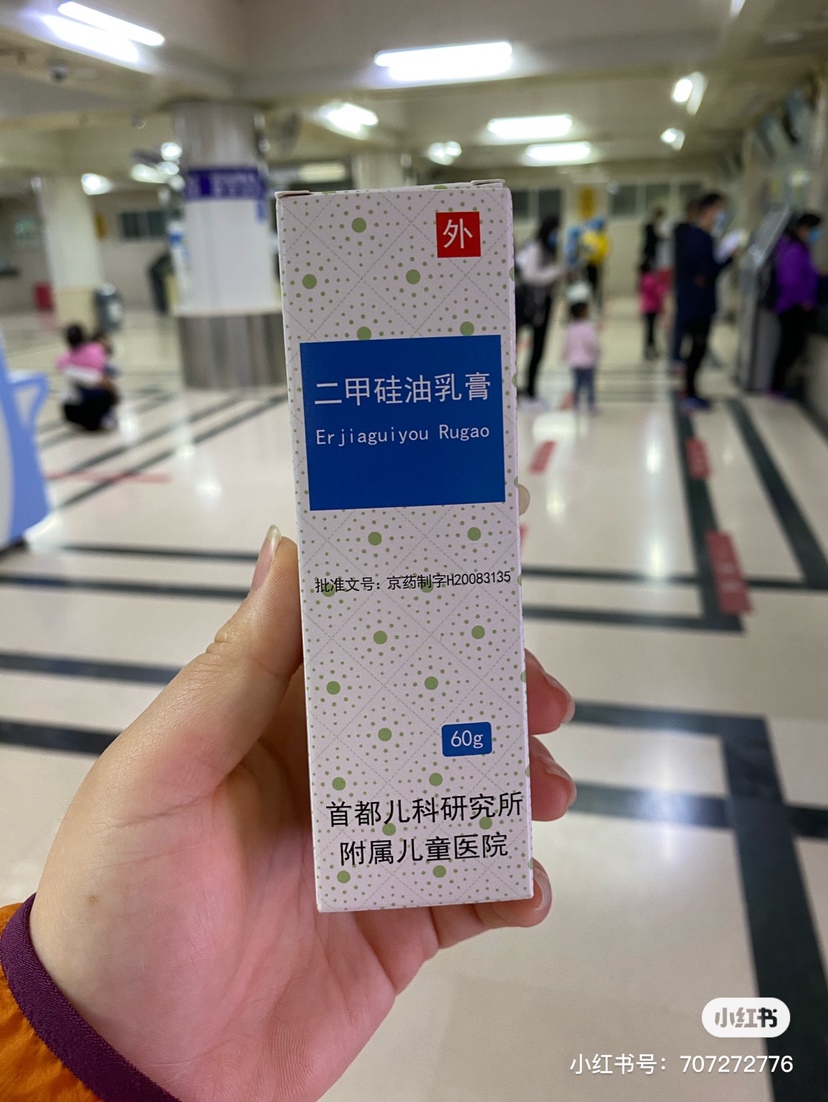 外
二甲硅油乳膏
Erjiaguiyou Rugao
批准文号：京药制字H20083135
60g
首都儿科研究所
附属儿童医院
小红书
小红书号：707272776